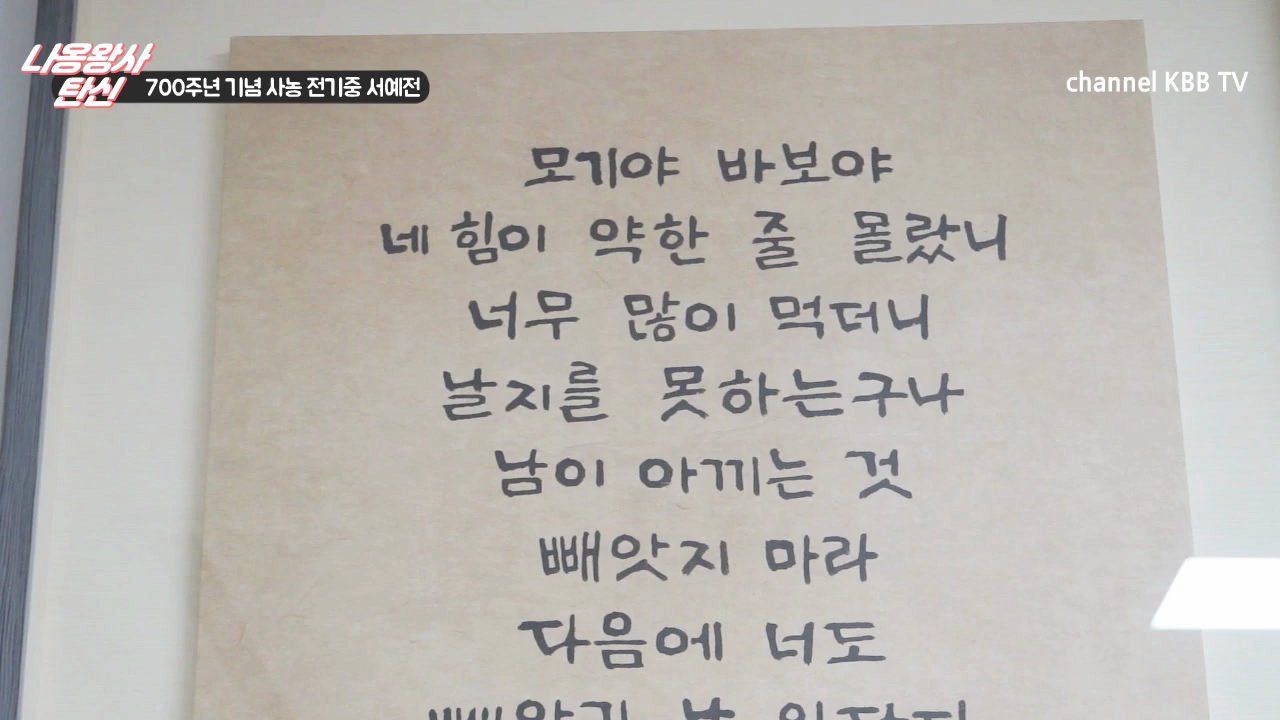 나옹왕사
탄신
700주년 기념 사농 전기중 서예전
channel KBB TV
모기야 바보야
네 힘이 약한 줄 몰랐니
너무 많이 먹더니
날지를 못하는구나
남이 아끼는 것
빼앗지 마라
다음에 너도